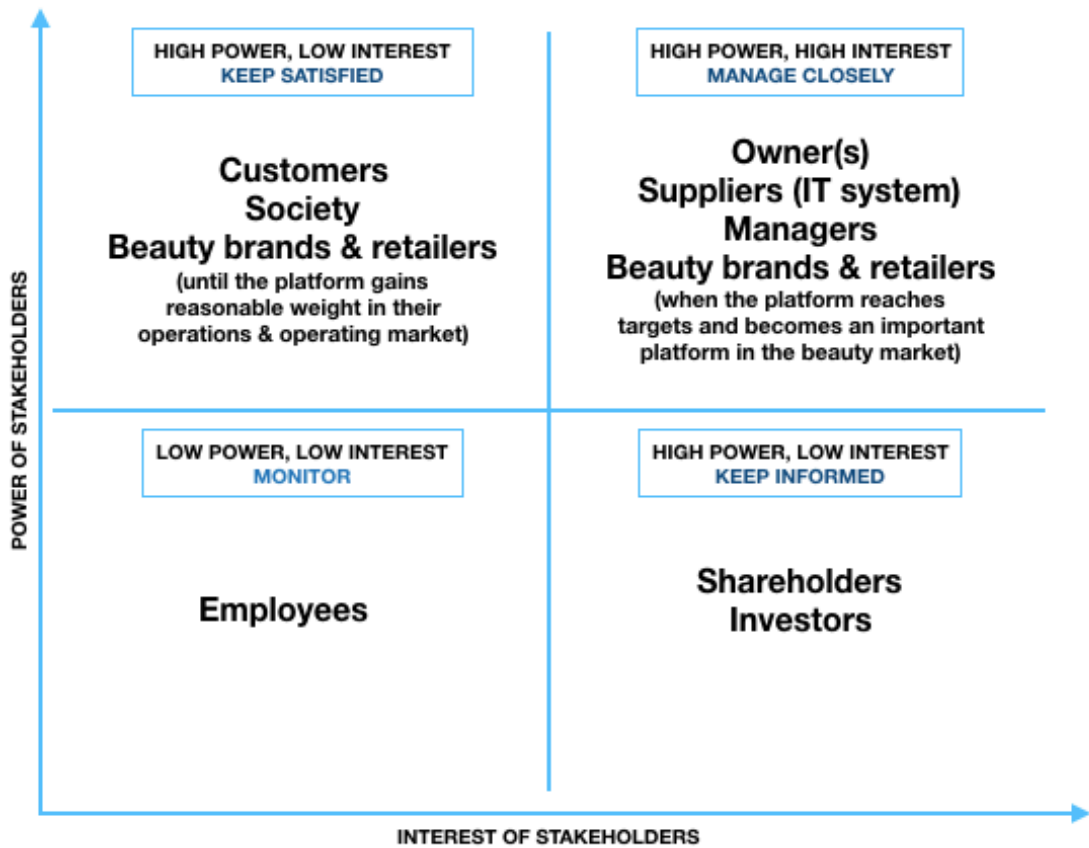 HIGH POWER, LOW INTEREST
KEEP SATISFIED
HIGH POWER, HIGH INTEREST
MANAGE CLOSELY
Customers
Society
Beauty brands & retailers
(until the platform gains
reasonable weight in their
operations & operating market)
Owner(s)
Suppliers (IT system)
Managers
Beauty brands & retailers
(when the platform reaches
targets and becomes an important
platform in the beauty market)
POWER OF STAKEHOLDERS
LOW POWER, LOW INTEREST
MONITOR
HIGH POWER, LOW INTEREST
KEEP INFORMED
Employees
Shareholders
Investors
INTEREST OF STAKEHOLDERS